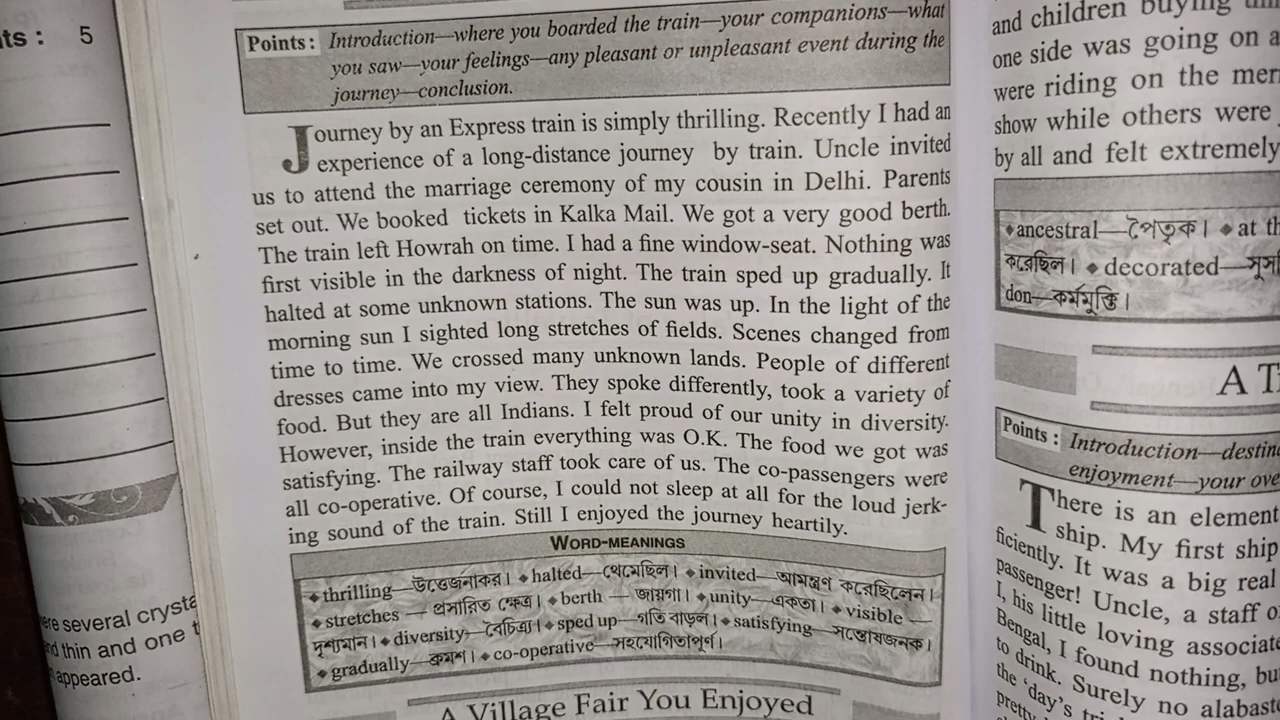 ts : 5
Points : Introduction—where you boarded the train—your companions—what
you saw—your feelings—any pleasant or unpleasant event during the
journey—conclusion.
Journey by an Express train is simply thrilling. Recently I had an
experience of a long-distance journey by train. Uncle invited
us to attend the marriage ceremony of my cousin in Delhi. Parents
set out. We booked tickets in Kalka Mail. We got a very good berth.
The train left Howrah on time. I had a fine window-seat. Nothing was
first visible in the darkness of night. The train sped up gradually. It
halted at some unknown stations. The sun was up. In the light of the
morning sun I sighted long stretches of fields. Scenes changed from
time to time. We crossed many unknown lands. People of different
dresses came into my view. They spoke differently, took a variety of
food. But they are all Indians. I felt proud of our unity in diversity.
However, inside the train everything was O.K. The food we got was
satisfying. The railway staff took care of us. The co-passengers were
all co-operative. Of course, I could not sleep at all for the loud jerk-
ing sound of the train. Still I enjoyed the journey heartily.
WORD-MEANINGS
◆thrilling—উত্তেজনাকর। ◆halted—থেমেছিল। ◆invited—আমন্ত্রণ করেছিলেন।
◆stretches — প্রসারিত ক্ষেত্র। ◆berth — জায়গা। ◆unity—একতা। ◆visible —
দৃশ্যমান। ◆diversity—বৈচিত্র্য। ◆sped up—গতি বাড়ল। ◆satisfying—সন্তোষজনক।
◆gradually—ক্রমশ। ◆co-operative—সহযোগিতাপূর্ণ।
A Village Fair You Enjoyed
several crysta
thin and one t
appeared.
and children buying
one side was going on a
were riding on the mer
show while others were
by all and felt extremely
◆ancestral—পৈতৃক। ◆at th
করেছিল। ◆decorated—সুস
don—কর্মমুক্তি।
A T
Points : Introduction—destin
enjoyment—your ove
There is an element
ship. My first ship
ficiently. It was a big real
passenger! Uncle, a staff o
I, his little loving associate
Bengal, I found nothing, bu
to drink. Surely no alabast
the 'day's
pretty